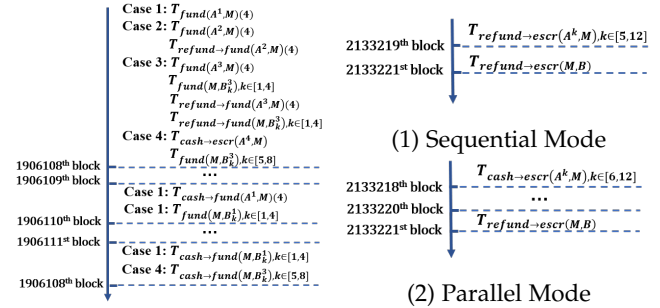 Case 1: T_fund(A^1,M)(4)
Case 2: T_fund(A^2,M)(4)
T_refund→fund(A^2,M)(4)
Case 3: T_fund(A^3,M)(4)
T_fund(M,B_k^3),k∈[1,4]
T_refund→fund(A^3,M)(4)
T_refund→fund(M,B_k^3),k∈[1,4]
Case 4: T_cash→escr(A^4,M)
T_fund(M,B_k^3),k∈[5,8]
1906108th block
...
1906109th block
Case 1: T_cash→fund(A^1,M)(4)
Case 1: T_fund(M,B_k^1),k∈[1,4]
1906110th block
...
1906111st block
Case 1: T_cash→fund(M,B_k^1),k∈[1,4]
Case 4: T_cash→fund(M,B_k^3),k∈[5,8]
1906108th block
T_refund→escr(A^k,M),k∈[5,12]
2133219th block
T_refund→escr(M,B)
2133221st block
(1) Sequential Mode
T_cash→escr(A^k,M),k∈[6,12]
2133218th block
...
2133220th block
T_refund→escr(M,B)
2133221st block
(2) Parallel Mode